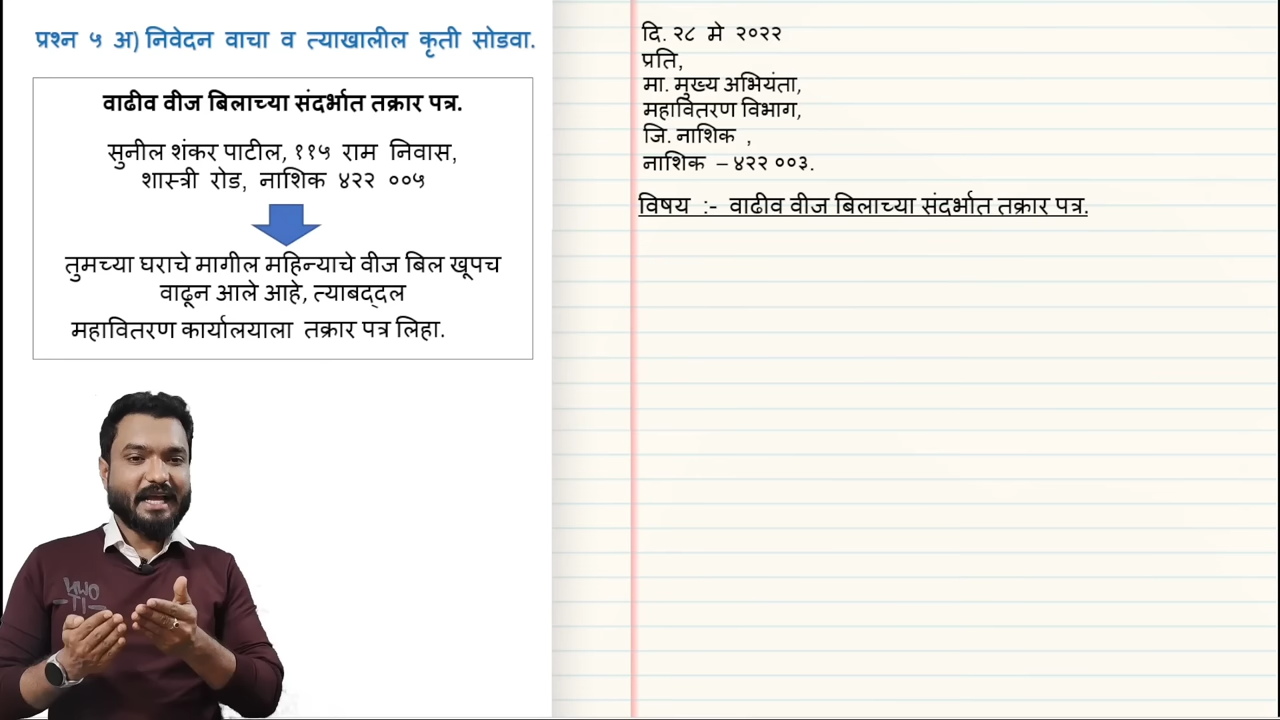 प्रश्न ५ अ) निवेदन वाचा व त्याखालील कृती सोडवा.
वाढीव वीज बिलाच्या संदर्भात तक्रार पत्र.
सुनील शंकर पाटील, ११५ राम निवास,
शास्त्री रोड, नाशिक ४२२ ००५
तुमच्या घराचे मागील महिन्याचे वीज बिल खूपच
वाढून आले आहे, त्याबद्दल
महावितरण कार्यालयाला तक्रार पत्र लिहा.
दि. २८ मे २०२२
प्रति,
मा. मुख्य अभियंता,
महावितरण विभाग,
जि. नाशिक ,
नाशिक – ४२२ ००३.
विषय :- वाढीव वीज बिलाच्या संदर्भात तक्रार पत्र.